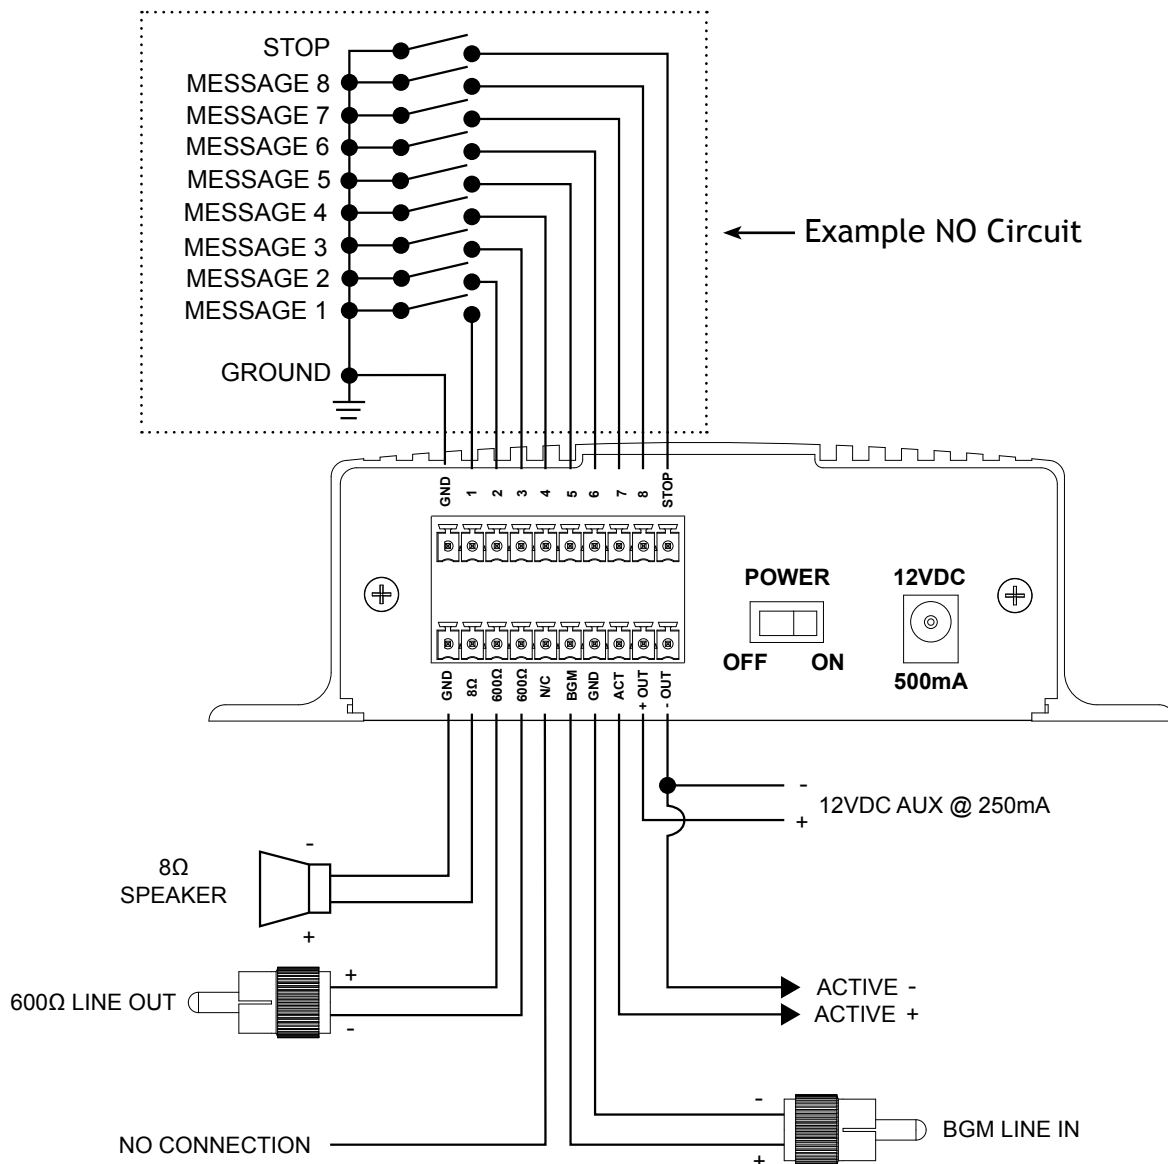 STOP
MESSAGE 8
MESSAGE 7
MESSAGE 6
MESSAGE 5
MESSAGE 4
MESSAGE 3
MESSAGE 2
MESSAGE 1
GROUND
Example NO Circuit
GND 1 2 3 4 5 6 7 8 STOP
POWER
OFF ON
12VDC
500mA
GND 8Ω 600Ω 600Ω N/C BGM GND ACT + OUT - OUT
-
12VDC AUX @ 250mA
+
-
8Ω
SPEAKER
+
+
600Ω LINE OUT
-
ACTIVE -
ACTIVE +
-
BGM LINE IN
+
NO CONNECTION